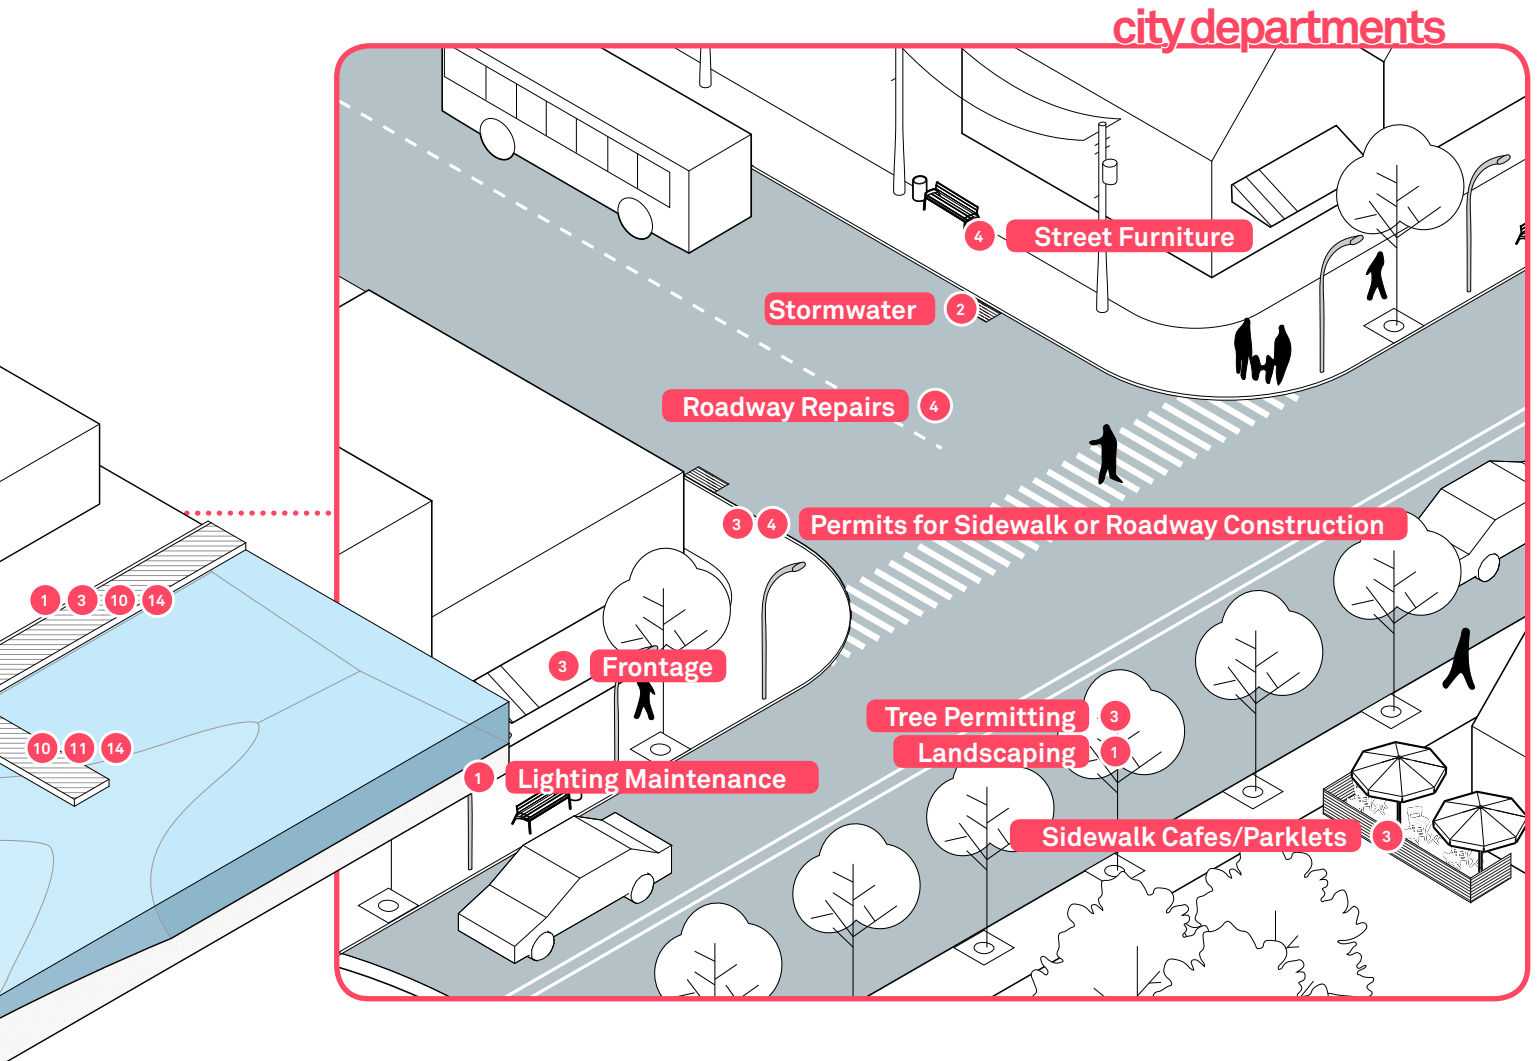 city departments
4 Street Furniture
Stormwater 2
Roadway Repairs 4
3 4 Permits for Sidewalk or Roadway Construction
1 3 10 14
3 Frontage
Tree Permitting 3
10 11 14
Landscaping 1
1 Lighting Maintenance
Sidewalk Cafes/Parklets 3